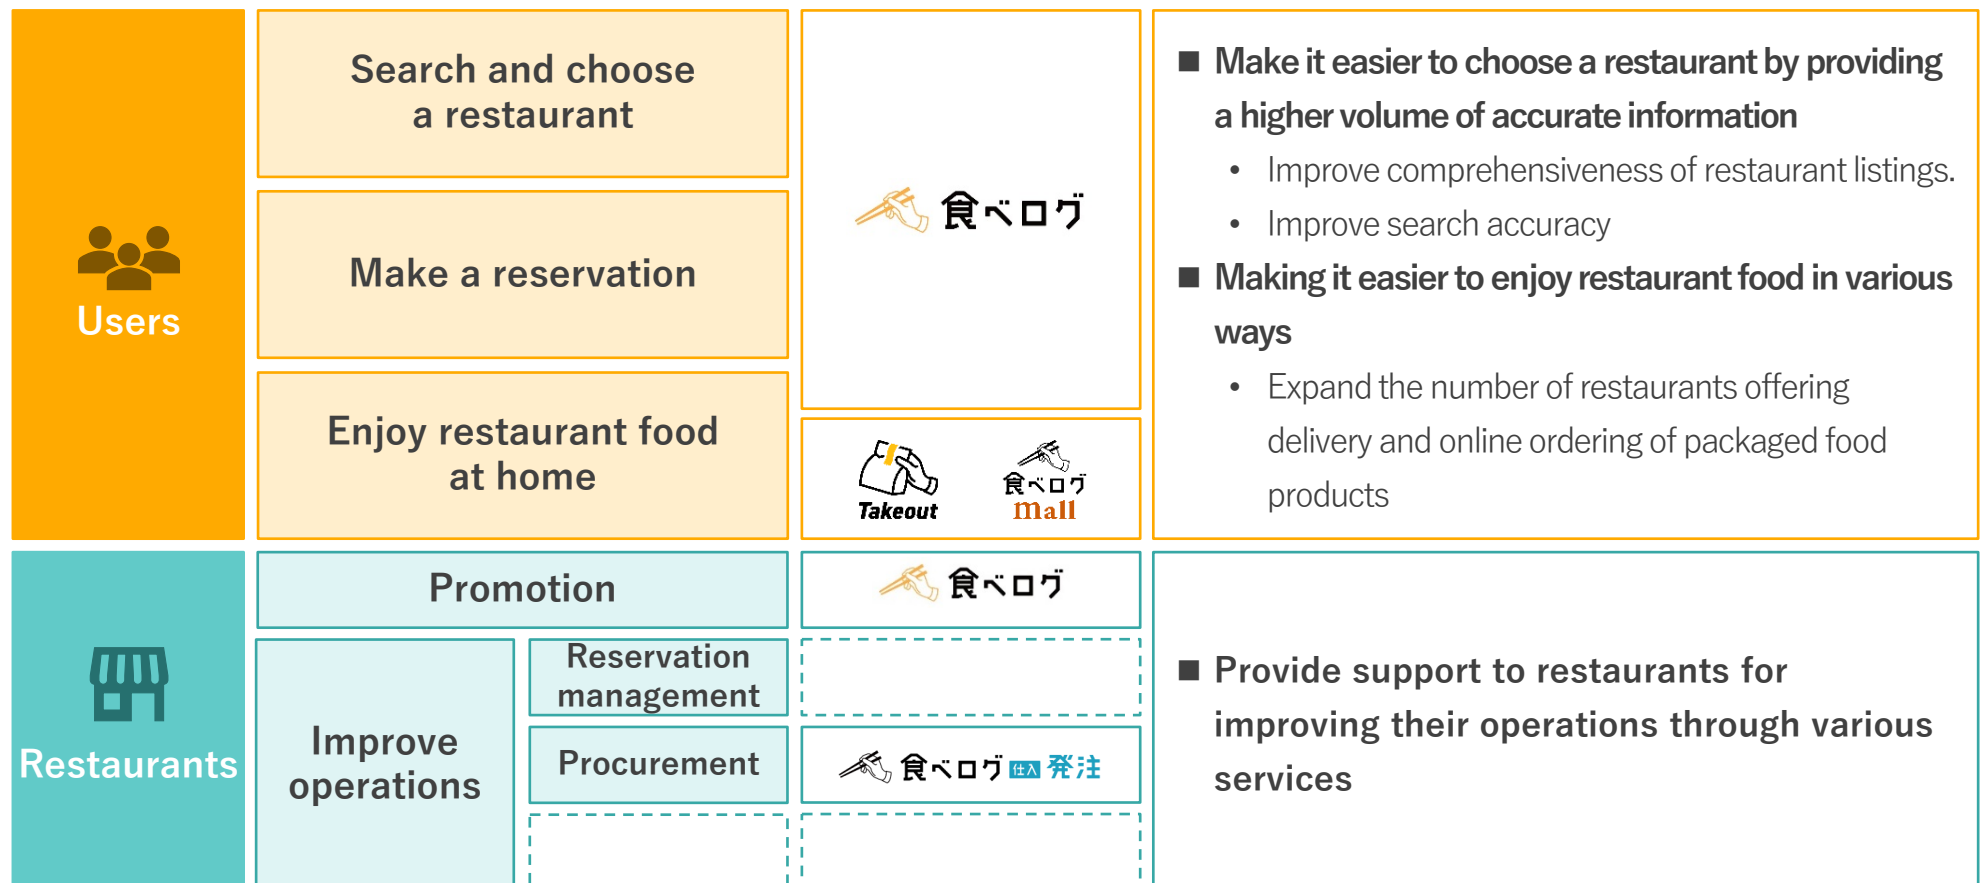 Users
Search and choose
a restaurant
Make a reservation
Enjoy restaurant food
at home
食べログ
Takeout
食べログ
mall
■ Make it easier to choose a restaurant by providing
a higher volume of accurate information
• Improve comprehensiveness of restaurant listings.
• Improve search accuracy
■ Making it easier to enjoy restaurant food in various
ways
• Expand the number of restaurants offering
delivery and online ordering of packaged food
products
Restaurants
Promotion
食べログ
Improve
operations
Reservation
management
Procurement
食べログ 仕入 発注
■ Provide support to restaurants for
improving their operations through various
services